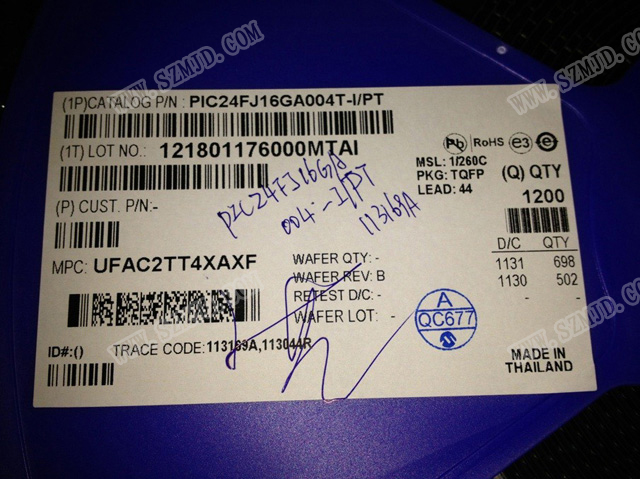 (1P)CATALOG P/N : PIC24FJ16GA004T-I/PT
(1T) LOT NO.: 121801176000MTAI
Pb RoHS e3 e
MSL: 1/260C
PKG: TQFP
LEAD: 44
(Q) QTY
1200
(P) CUST. P/N:-
PIC24FJ16GA
004-I/PT
113169A
MPC: UFAC2TT4XAXF
WAFER QTY: -
WAFER REV: B
RETEST D/C: -
WAFER LOT: -
D/C QTY
1131 698
1130 502
- -
A
QC677
ID#:()
TRACE CODE: 113169A,113044R
MADE IN
THAILAND
WWW.SZMJD.COM
WWW.SZMJD.COM
WWW.SZMJD.COM
WWW.SZMJD.COM